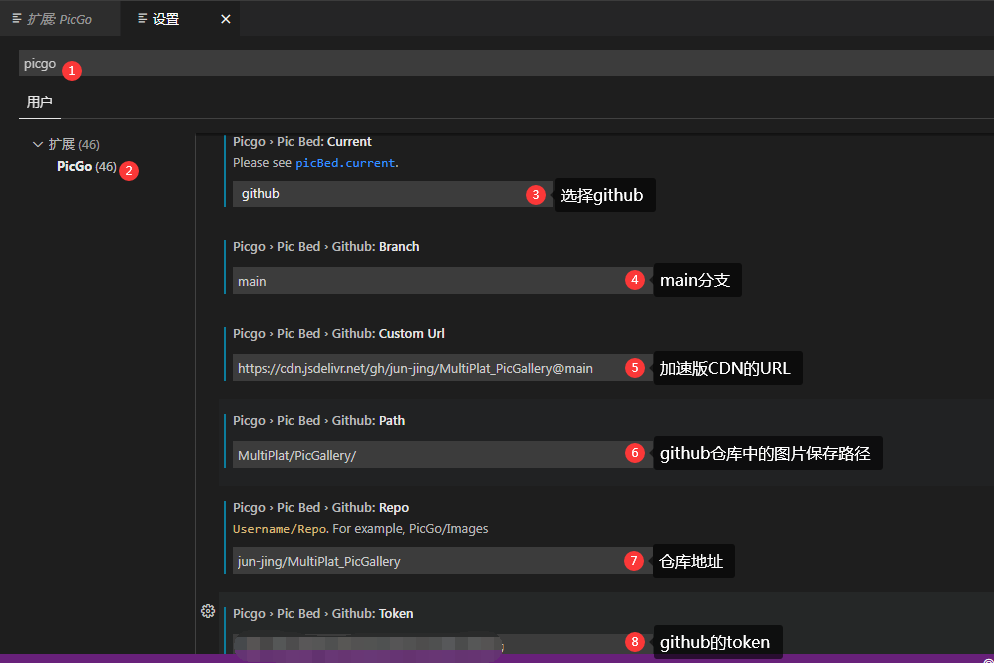 扩展: PicGo
设置
picgo
1
用户
扩展 (46)
PicGo (46)
2
Picgo › Pic Bed: Current
Please see picBed.current.
github
3
选择github
Picgo › Pic Bed › Github: Branch
main
4
main分支
Picgo › Pic Bed › Github: Custom Url
https://cdn.jsdelivr.net/gh/jun-jing/MultiPlat_PicGallery@main
5
加速版CDN的URL
Picgo › Pic Bed › Github: Path
MultiPlat/PicGallery/
6
github仓库中的图片保存路径
Picgo › Pic Bed › Github: Repo
Username/Repo. For example, PicGo/Images
jun-jing/MultiPlat_PicGallery
7
仓库地址
Picgo › Pic Bed › Github: Token
8
github的token